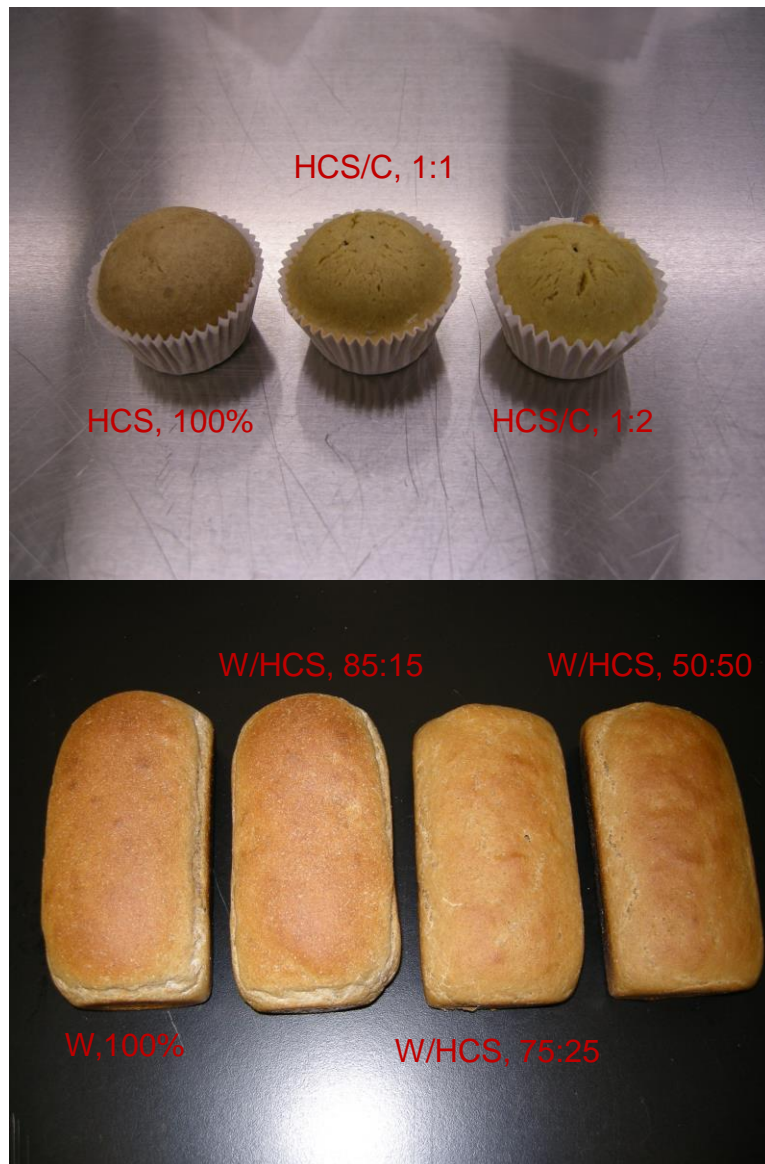 HCS/C, 1:1
HCS, 100%
HCS/C, 1:2
W/HCS, 85:15
W/HCS, 50:50
W,100%
W/HCS, 75:25